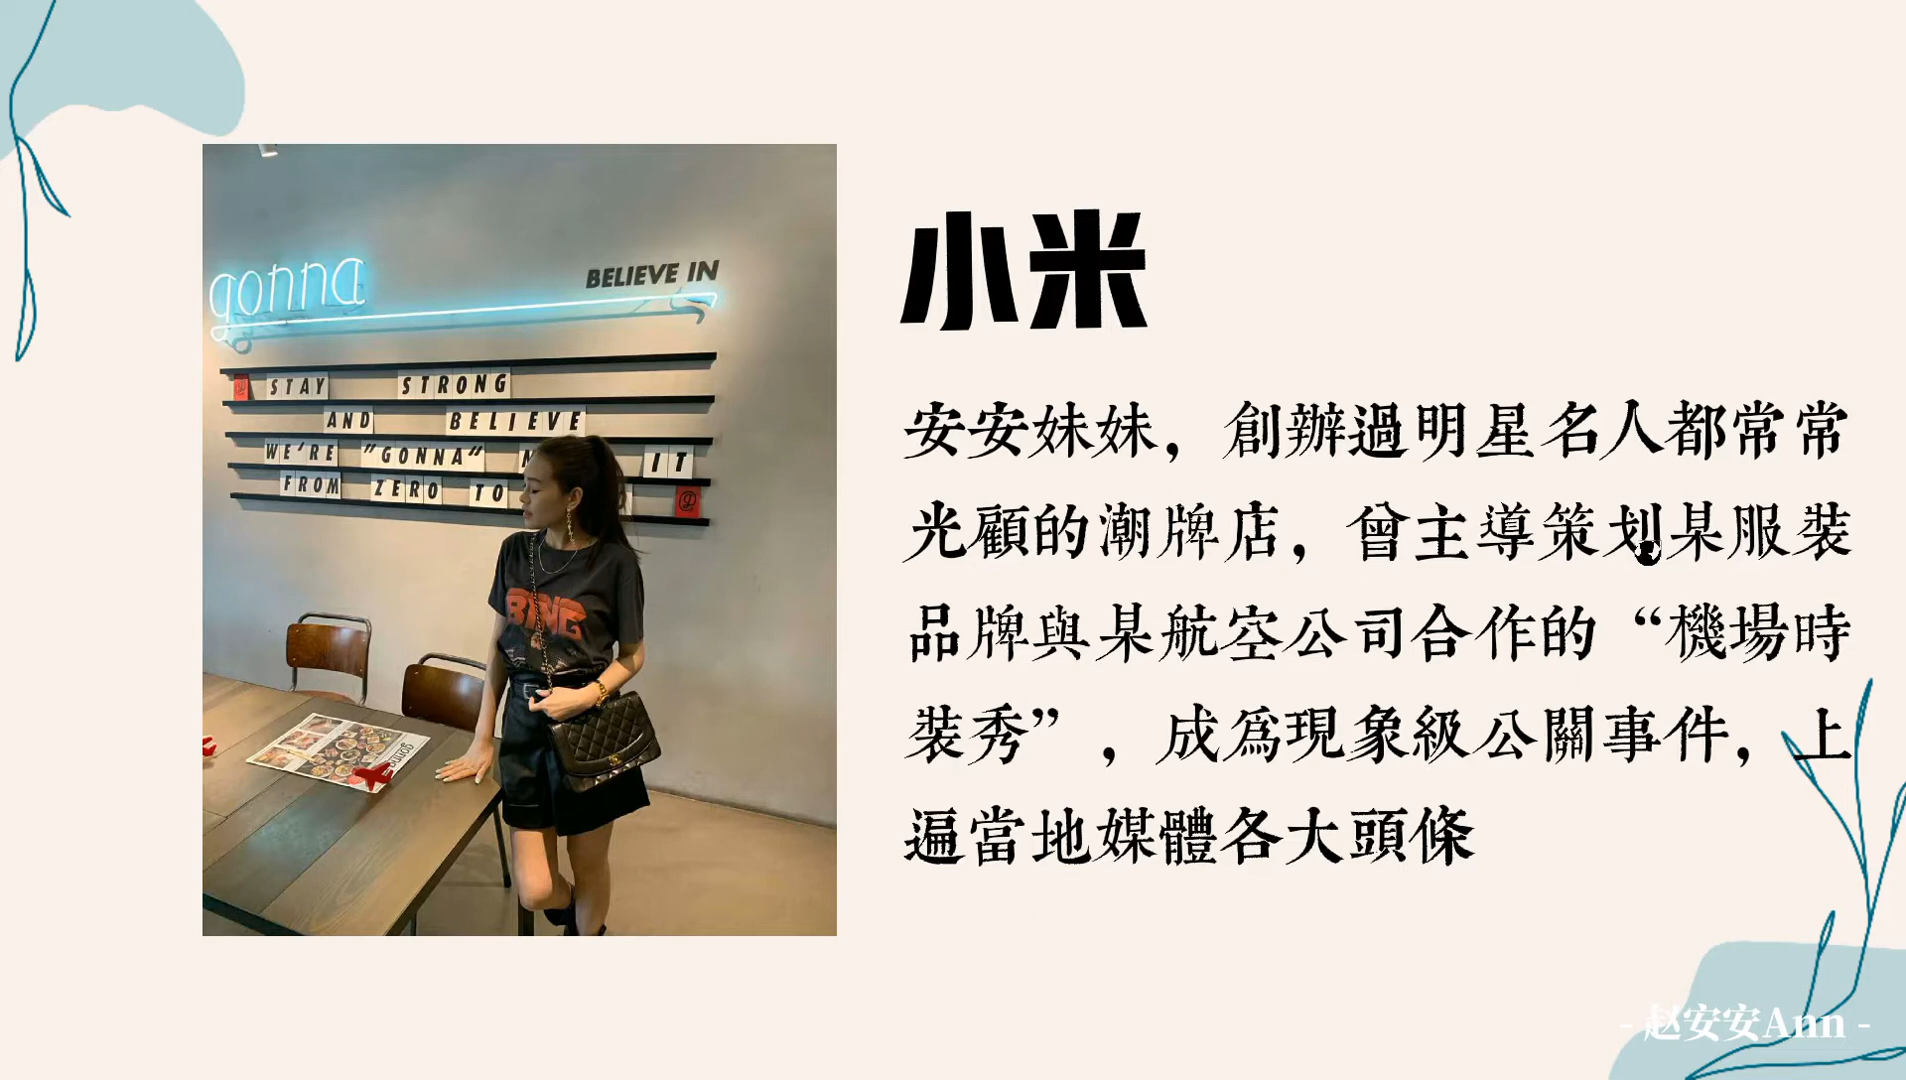 gonna
BELIEVE IN
STAY STRONG
AND BELIEVE
WE'RE "GONNA" IT
FROM ZERO TO
BING
gonna
小米
安安妹妹，創辦過明星名人都常常
光顧的潮牌店，曾主導策划某服裝
品牌與某航空公司合作的“機場時
裝秀”，成爲現象級公關事件，上
遍當地媒體各大頭條
- 赵安安Ann -